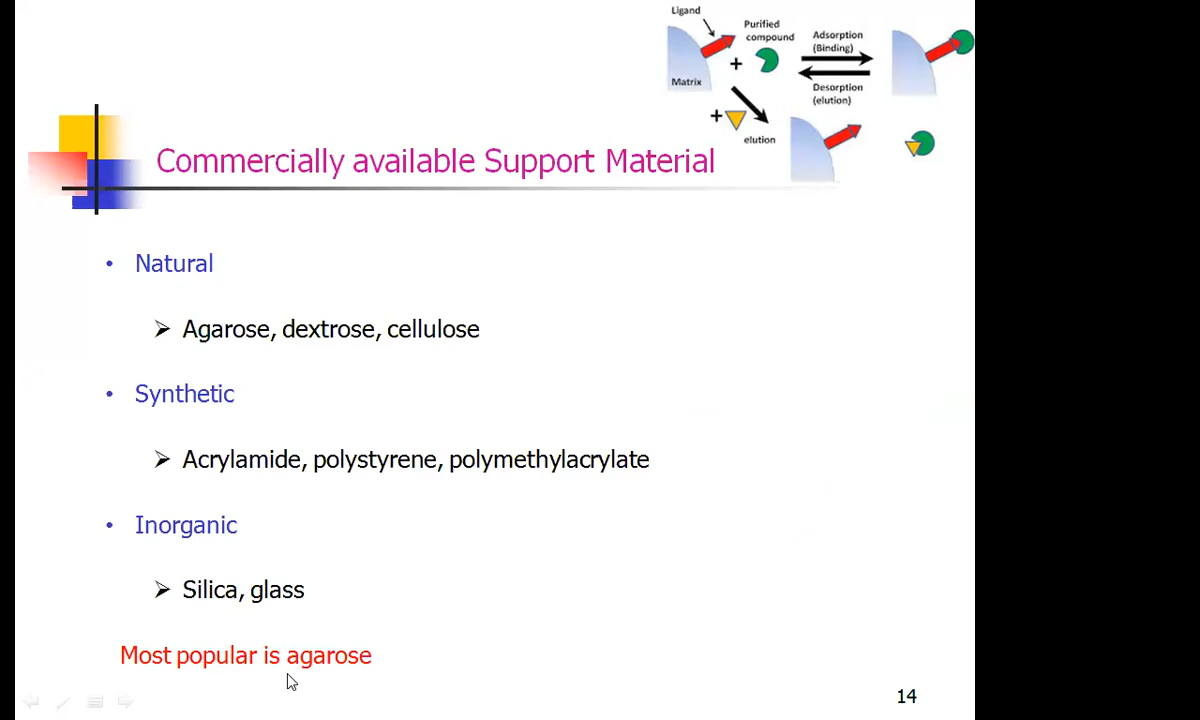 Ligand
Purified
compound
Adsorption
(Binding)
Matrix
Desorption
(elution)
elution
Commercially available Support Material
• Natural
➢ Agarose, dextrose, cellulose
• Synthetic
➢ Acrylamide, polystyrene, polymethylacrylate
• Inorganic
➢ Silica, glass
Most popular is agarose
14